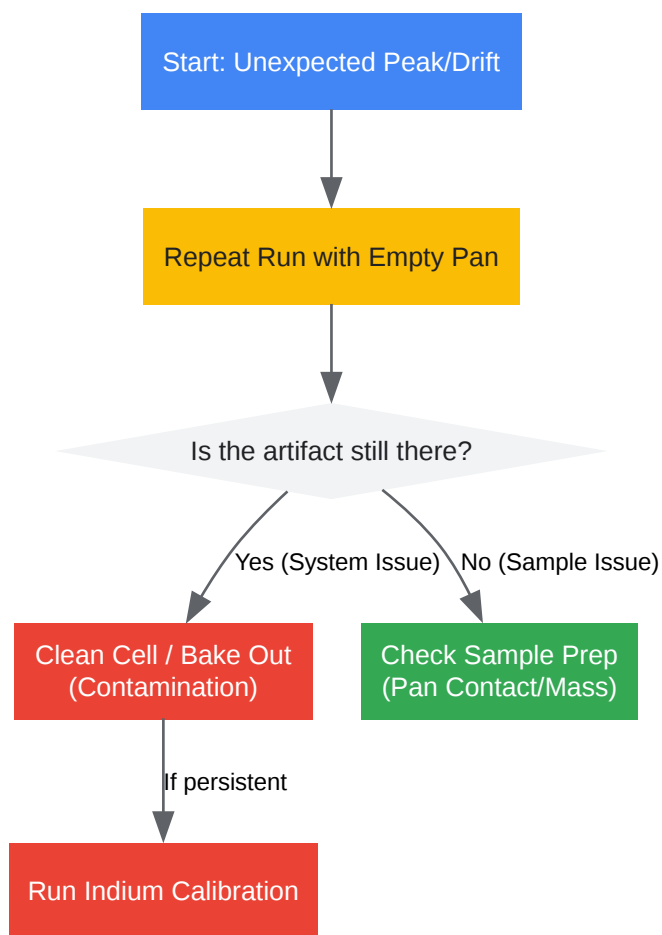 Start: Unexpected Peak/Drift
Repeat Run with Empty Pan
Is the artifact still there?
Yes (System Issue)
No (Sample Issue)
Clean Cell / Bake Out
(Contamination)
Check Sample Prep
(Pan Contact/Mass)
If persistent
Run Indium Calibration